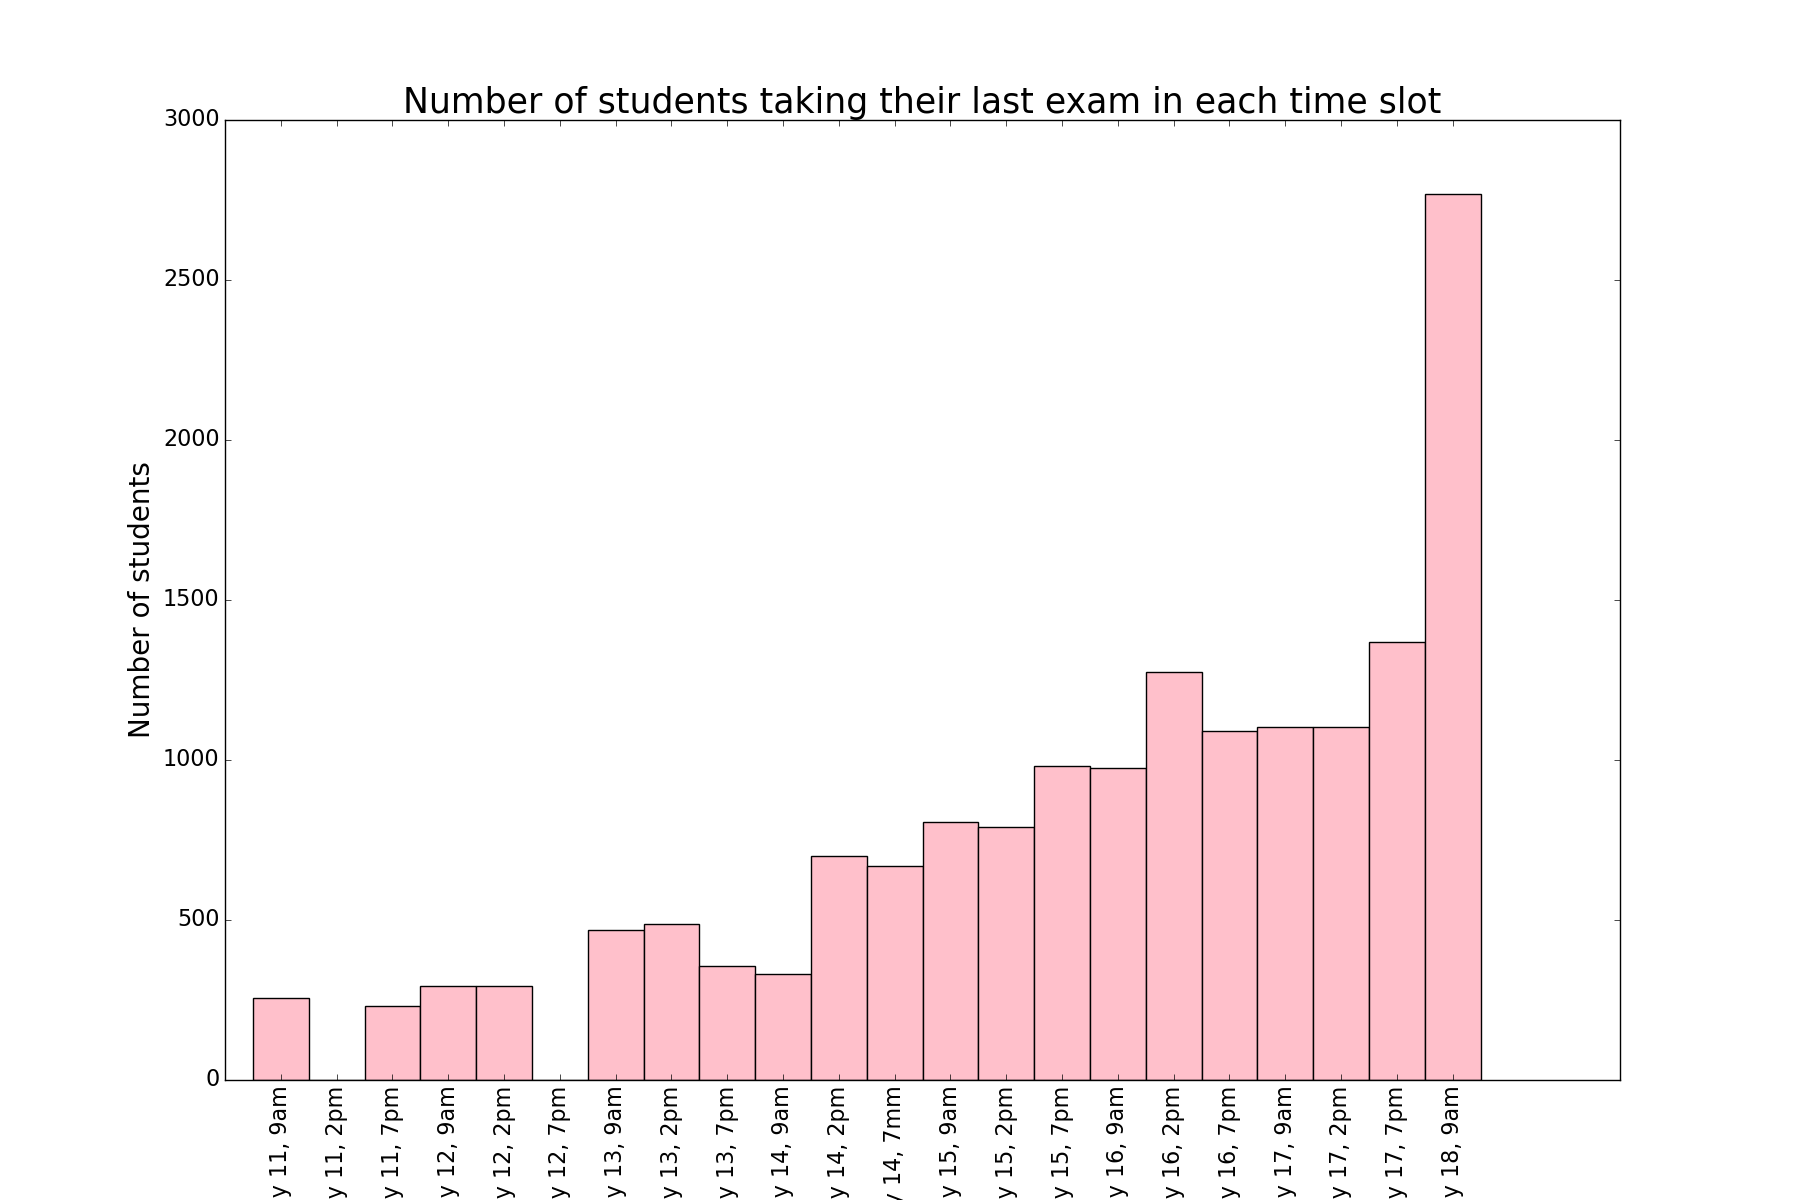 Number of students taking their last exam in each time slot
Number of students
3000
2500
2000
1500
1000
500
0
y 11, 9am
y 11, 2pm
y 11, 7pm
y 12, 9am
y 12, 2pm
y 12, 7pm
y 13, 9am
y 13, 2pm
y 13, 7pm
y 14, 9am
y 14, 2pm
y 14, 7mm
y 15, 9am
y 15, 2pm
y 15, 7pm
y 16, 9am
y 16, 2pm
y 16, 7pm
y 17, 9am
y 17, 2pm
y 17, 7pm
y 18, 9am